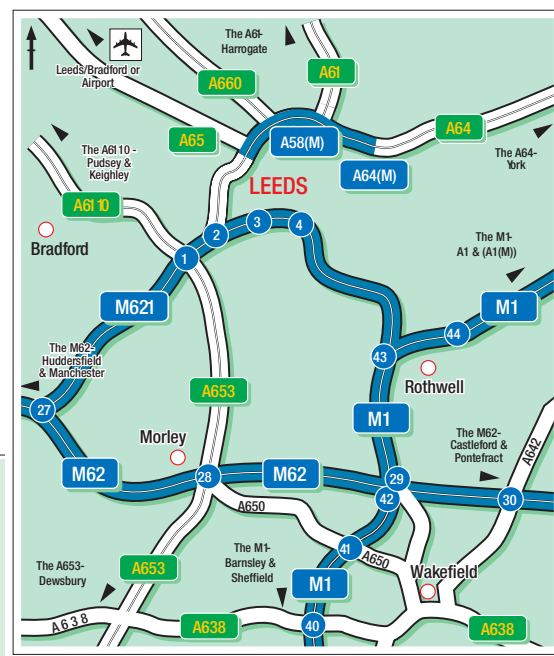 The A61-
Harrogate
Leeds/Bradford or
Airport
A660
A61
A65
A58(M)
A64
A64(M)
The A64-
York
The A6110 -
Pudsey &
Keighley
A6110
LEEDS
Bradford
1
2
3
4
The M1-
A1 & (A1(M))
M621
M1
44
43
Rothwell
The M62-
Huddersfield
& Manchester
27
A653
M1
Morley
The M62-
Castleford &
Pontefract
A642
M62
28
M62
29
42
30
A650
41
A650
The A653-
Dewsbury
A653
The M1-
Barnsley &
Sheffield
M1
Wakefield
A638
A638
40
A638